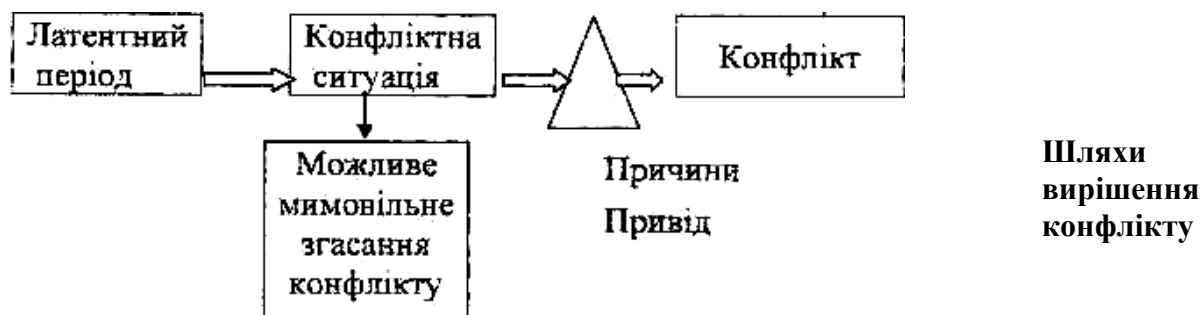 Латентний
період
Конфліктна
ситуація
Конфлікт
Можливе
мимовільне
згасання
конфлікту
Причини
Привід
Шляхи
вирішення
конфлікту